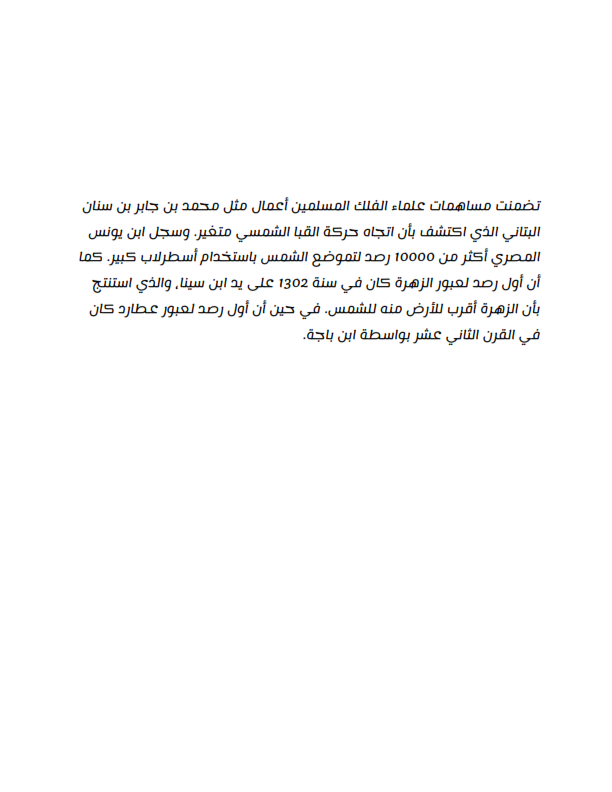 تضمنت مساهمات علماء الفلك المسلمين أعمال مثل محمد بن جابر بن سنان
البتاني الذي اكتشف بأن اتجاه حركة القبا الشمسي متغير. وسجل ابن يونس
المصري أكثر من 10000 رصد لتموضع الشمس باستخدام أسطرلاب كبير. كما
أن أول رصد لعبور الزهرة كان في سنة 1302 على يد ابن سينا، والذي استنتج
بأن الزهرة أقرب للأرض منه للشمس. في حين أن أول رصد لعبور عطارد كان
في القرن الثاني عشر بواسطة ابن باجة.